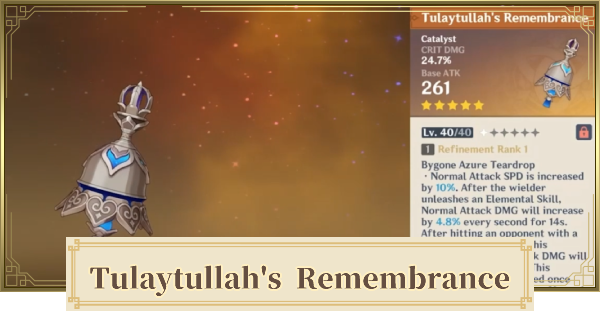 Tulaytullah's Remembrance
Catalyst
CRIT DMG
24.7%
Base ATK
261
Lv. 40/40
1 Refinement Rank 1
Bygone Azure Teardrop
· Normal Attack SPD is increased
by 10%. After the wielder
unleashes an Elemental Skill,
Normal Attack DMG will increase
by 4.8% every second for 14s.
After hitting an opponent with a
this
DMG will
This
once
Tulaytullah's Remembrance